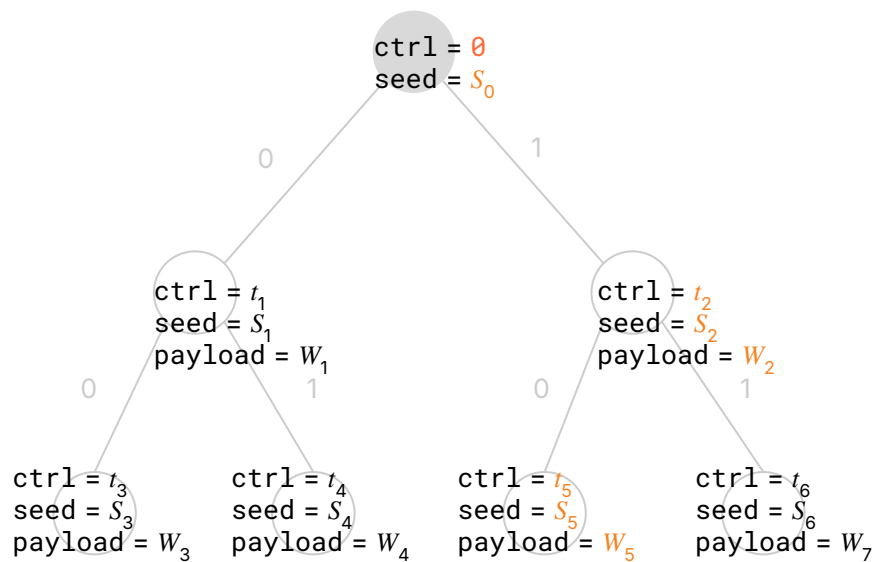 ctrl = 0
seed = S₀
0
1
ctrl = t₁
seed = S₁
payload = W₁
ctrl = t₂
seed = S₂
payload = W₂
0
1
0
1
ctrl = t₃
seed = S₃
payload = W₃
ctrl = t₄
seed = S₄
payload = W₄
ctrl = t₅
seed = S₅
payload = W₅
ctrl = t₆
seed = S₆
payload = W₇